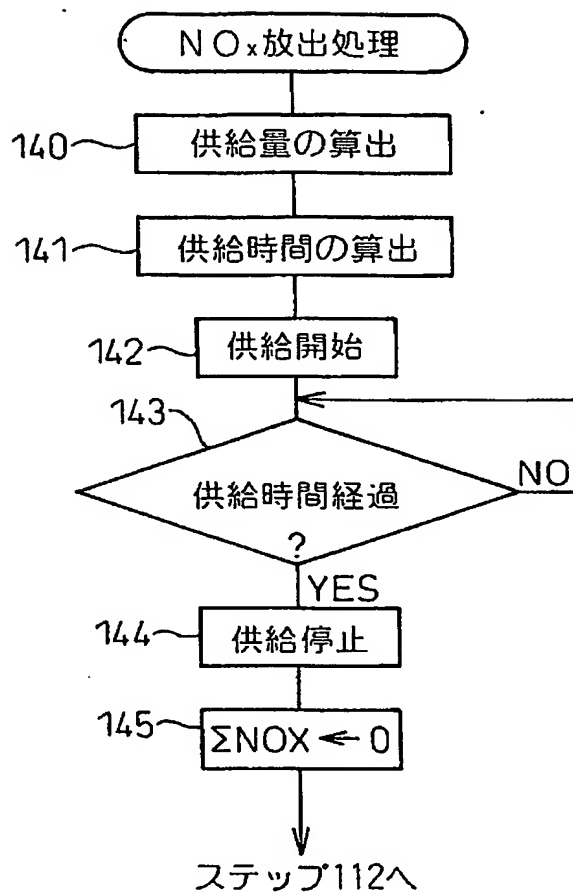 NOx放出処理
140
供給量の算出
141
供給時間の算出
142
供給開始
143
供給時間経過
?
NO
YES
144
供給停止
145
ΣNOX ← 0
ステップ112へ